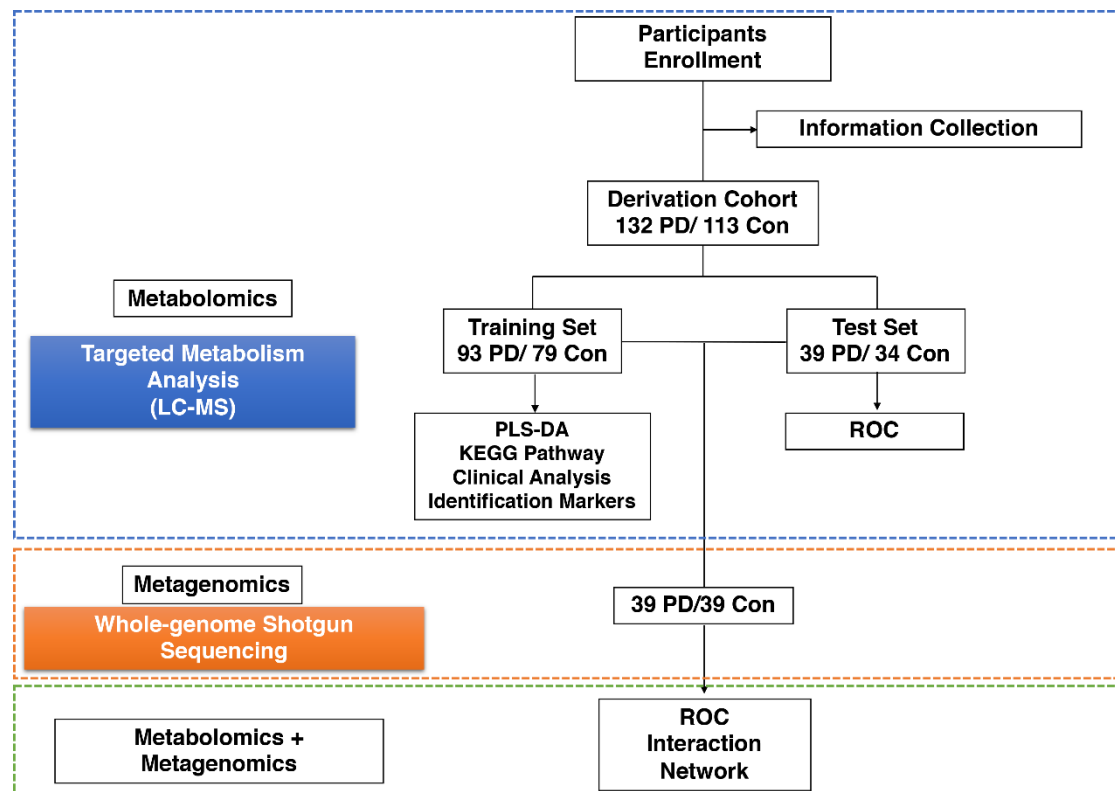 Participants
Enrollment
Information Collection
Derivation Cohort
132 PD/ 113 Con
Metabolomics
Targeted Metabolism
Analysis
(LC-MS)
Training Set
93 PD/ 79 Con
Test Set
39 PD/ 34 Con
PLS-DA
KEGG Pathway
Clinical Analysis
Identification Markers
ROC
Metagenomics
Whole-genome Shotgun
Sequencing
39 PD/39 Con
Metabolomics +
Metagenomics
ROC
Interaction
Network